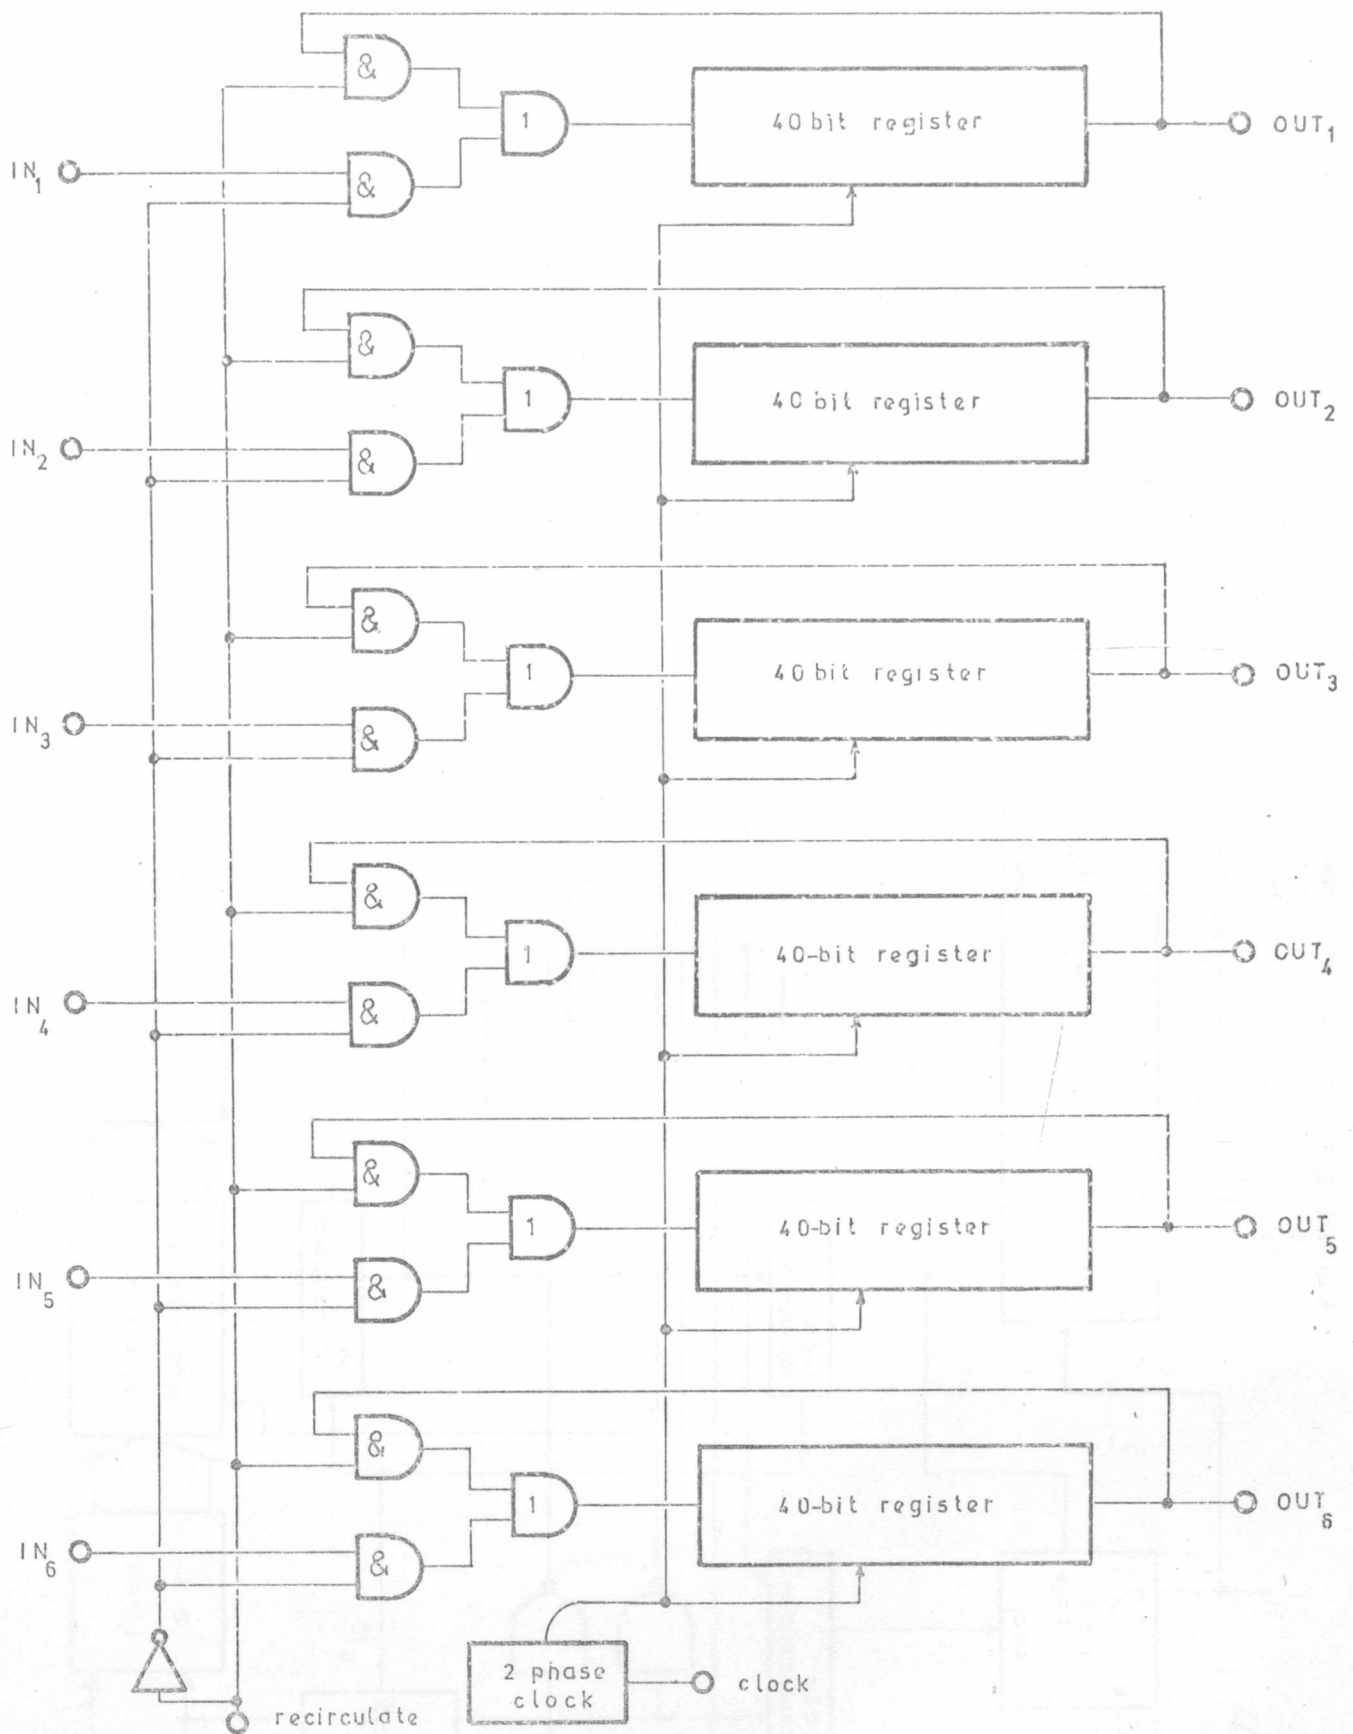 &
1
40 bit register
OUT1
IN1
&
&
1
40 bit register
OUT2
IN2
&
&
1
40 bit register
OUT3
IN3
&
&
1
40-bit register
OUT4
IN4
&
&
1
40-bit register
OUT5
IN5
&
&
1
40-bit register
OUT6
IN6
&
2 phase
clock
clock
recirculate